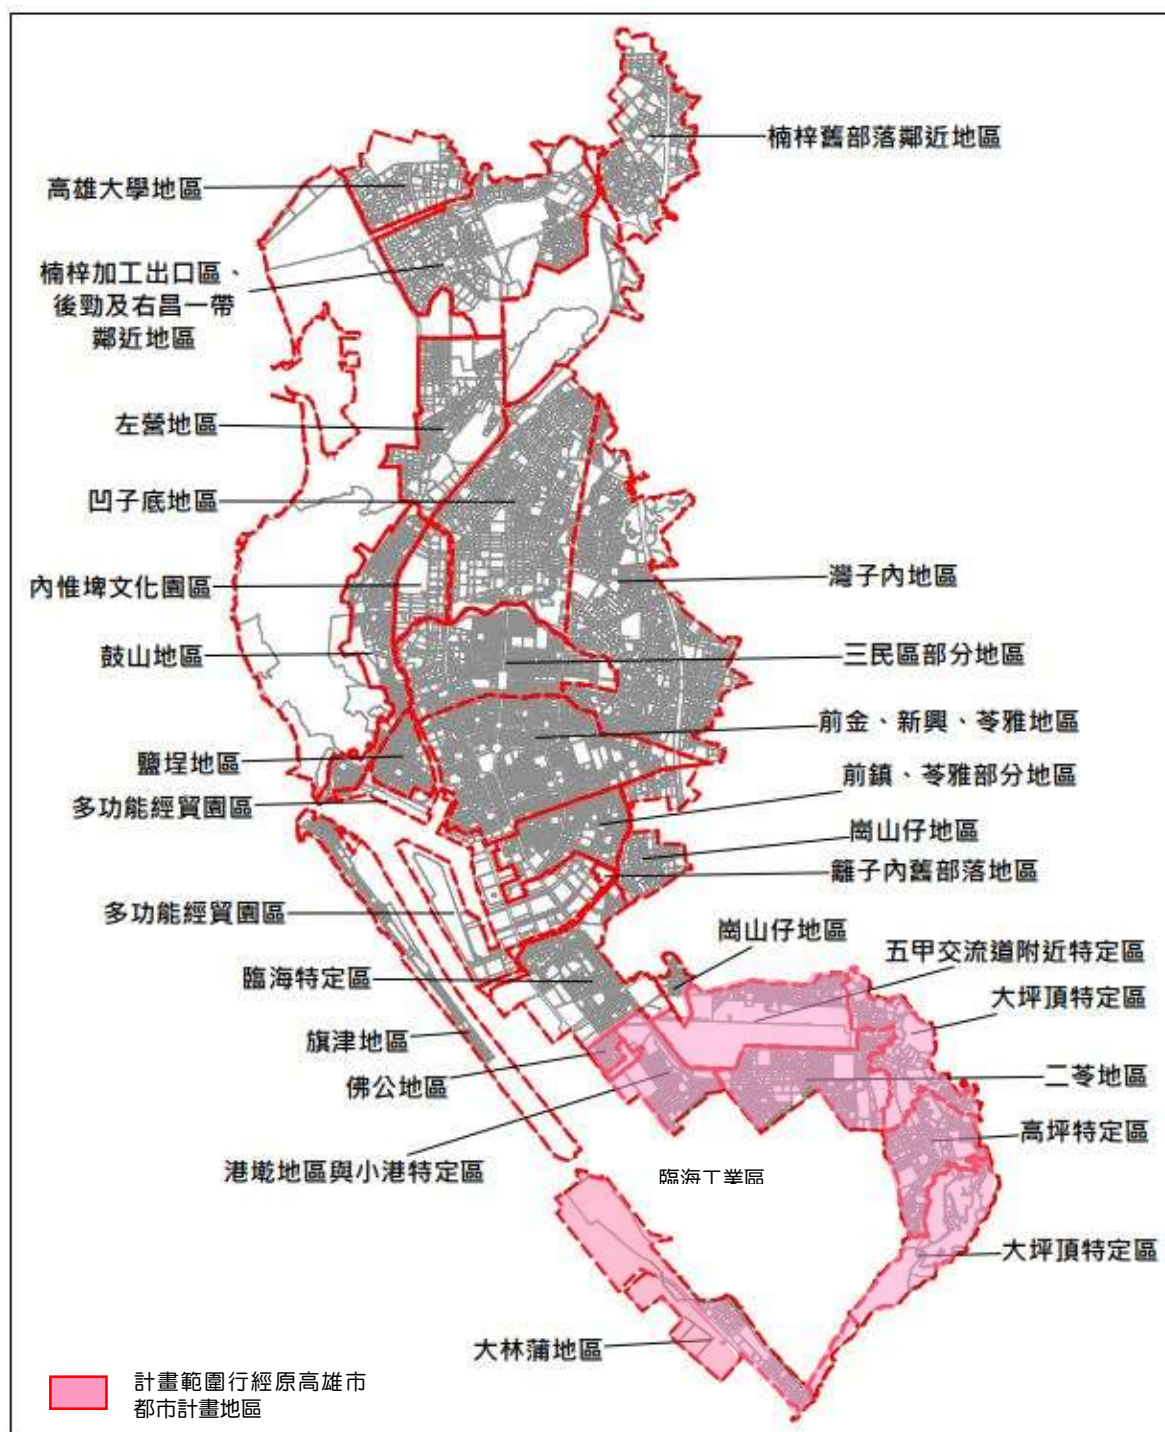 楠梓舊部落鄰近地區
高雄大學地區
楠梓加工出口區、
後勁及右昌一帶
鄰近地區
左營地區
凹子底地區
內惟埤文化園區
灣子內地區
鼓山地區
三民區部分地區
前金、新興、苓雅地區
鹽埕地區
前鎮、苓雅部分地區
多功能經貿園區
崗山仔地區
籬子內舊部落地區
多功能經貿園區
崗山仔地區
五甲交流道附近特定區
臨海特定區
大坪頂特定區
旗津地區
佛公地區
二苓地區
高坪特定區
港墘地區與小港特定區
臨海工業區
大坪頂特定區
大林蒲地區
計畫範圍行經原高雄市
都市計畫地區